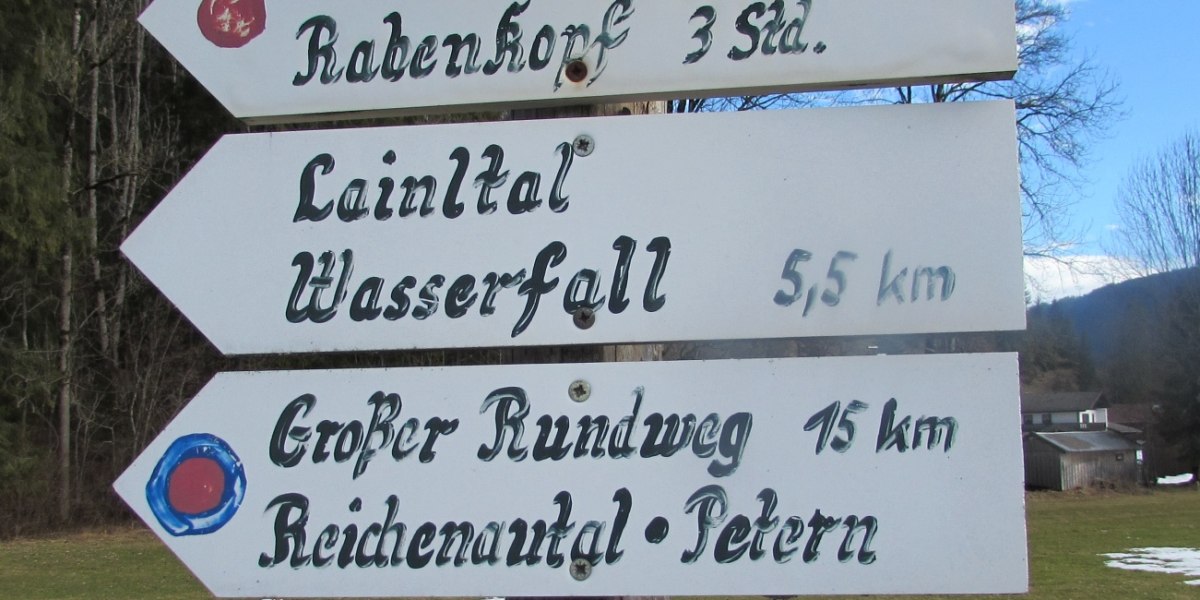 Rabenkopf 3 Std.
Lainltal
Wasserfall 5,5 km
Großer Rundweg 15 km
Reichenautal • Petern